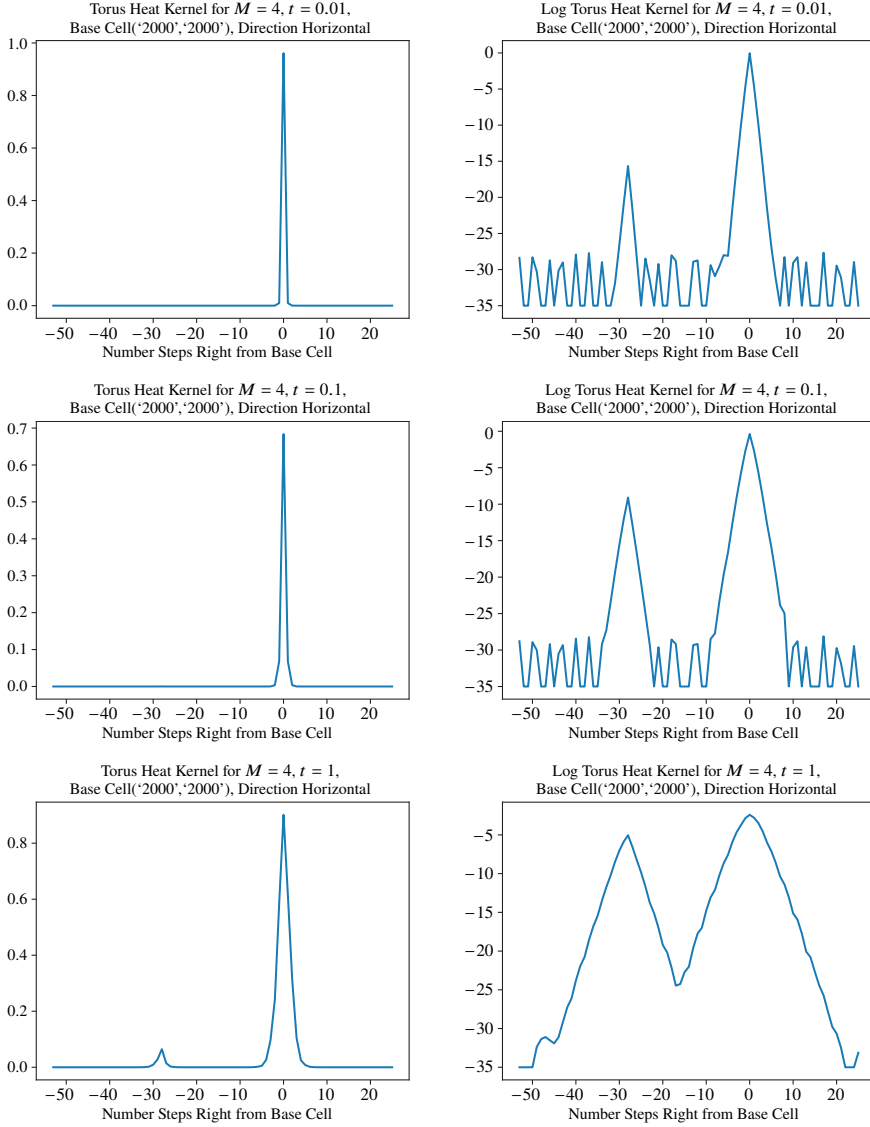 Torus Heat Kernel for M = 4, t = 0.01,
Base Cell(‘2000’,‘2000’), Direction Horizontal
1.0
0.8
0.6
0.4
0.2
0.0
−50 −40 −30 −20 −10 0 10 20
Number Steps Right from Base Cell
Log Torus Heat Kernel for M = 4, t = 0.01,
Base Cell(‘2000’,‘2000’), Direction Horizontal
0
−5
−10
−15
−20
−25
−30
−35
−50 −40 −30 −20 −10 0 10 20
Number Steps Right from Base Cell
Torus Heat Kernel for M = 4, t = 0.1,
Base Cell(‘2000’,‘2000’), Direction Horizontal
0.7
0.6
0.5
0.4
0.3
0.2
0.1
0.0
−50 −40 −30 −20 −10 0 10 20
Number Steps Right from Base Cell
Log Torus Heat Kernel for M = 4, t = 0.1,
Base Cell(‘2000’,‘2000’), Direction Horizontal
0
−5
−10
−15
−20
−25
−30
−35
−50 −40 −30 −20 −10 0 10 20
Number Steps Right from Base Cell
Torus Heat Kernel for M = 4, t = 1,
Base Cell(‘2000’,‘2000’), Direction Horizontal
0.8
0.6
0.4
0.2
0.0
−50 −40 −30 −20 −10 0 10 20
Number Steps Right from Base Cell
Log Torus Heat Kernel for M = 4, t = 1,
Base Cell(‘2000’,‘2000’), Direction Horizontal
−5
−10
−15
−20
−25
−30
−35
−50 −40 −30 −20 −10 0 10 20
Number Steps Right from Base Cell